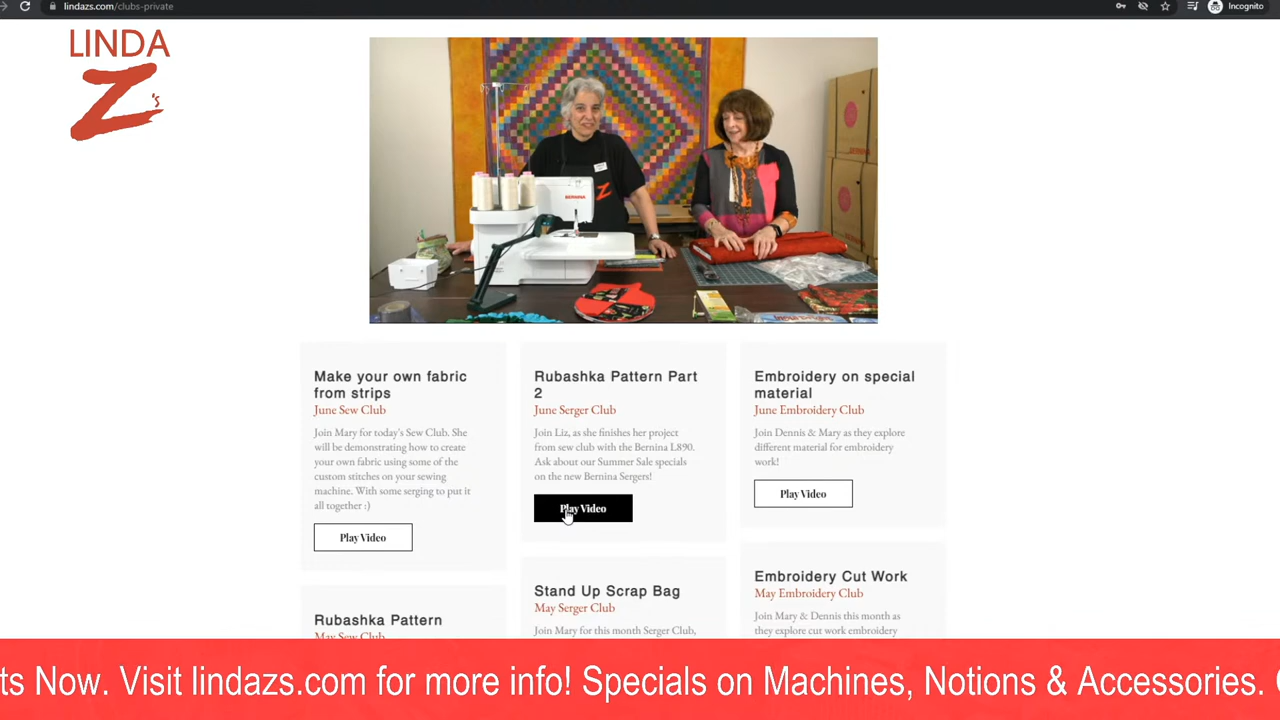 lindazs.com/clubs-private
Incognito
LINDA
Z's
BERNINA
Make your own fabric
from strips
June Sew Club
Join Mary for today's Sew Club. She
will be demonstrating how to create
your own fabric using some of the
custom stitches on your sewing
machine. With some serging to put it
all together :)
Play Video
Rubashka Pattern
May Sew Club
Rubashka Pattern Part
2
June Serger Club
Join Liz, as she finishes her project
from sew club with the Bernina L890.
Ask about our Summer Sale specials
on the new Bernina Sergers!
Play Video
Stand Up Scrap Bag
May Serger Club
Join Mary for this month Serger Club,
Embroidery on special
material
June Embroidery Club
Join Dennis & Mary as they explore
different material for embroidery
work!
Play Video
Embroidery Cut Work
May Embroidery Club
Join Mary & Dennis this month as
they explore cut work embroidery
ts Now. Visit lindazs.com for more info! Specials on Machines, Notions & Accessories.